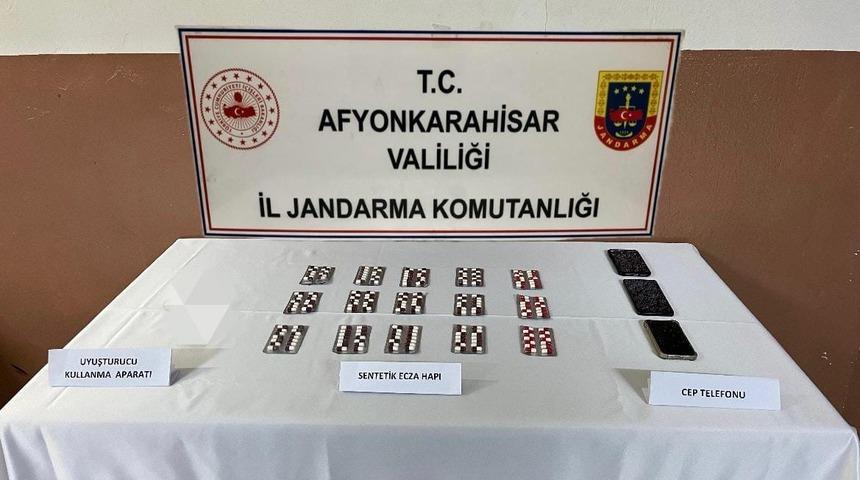 T.C.
AFYONKARAHİSAR
VALİLİĞİ
İL JANDARMA KOMUTANLIĞI
JANDARMA
UYUŞTURUCU
KULLANMA APARATI
SENTETİK ECZA HAPI
CEP TELEFONU